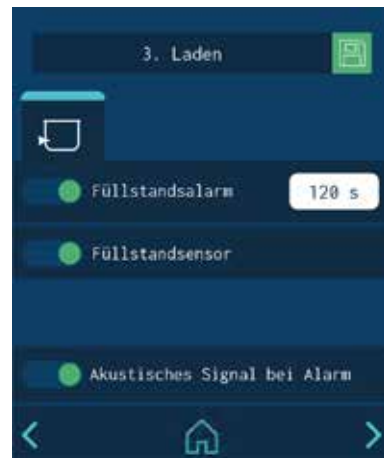 3. Laden
Füllstandsalarm 120 s
Füllstandsensor
Akustisches Signal bei Alarm